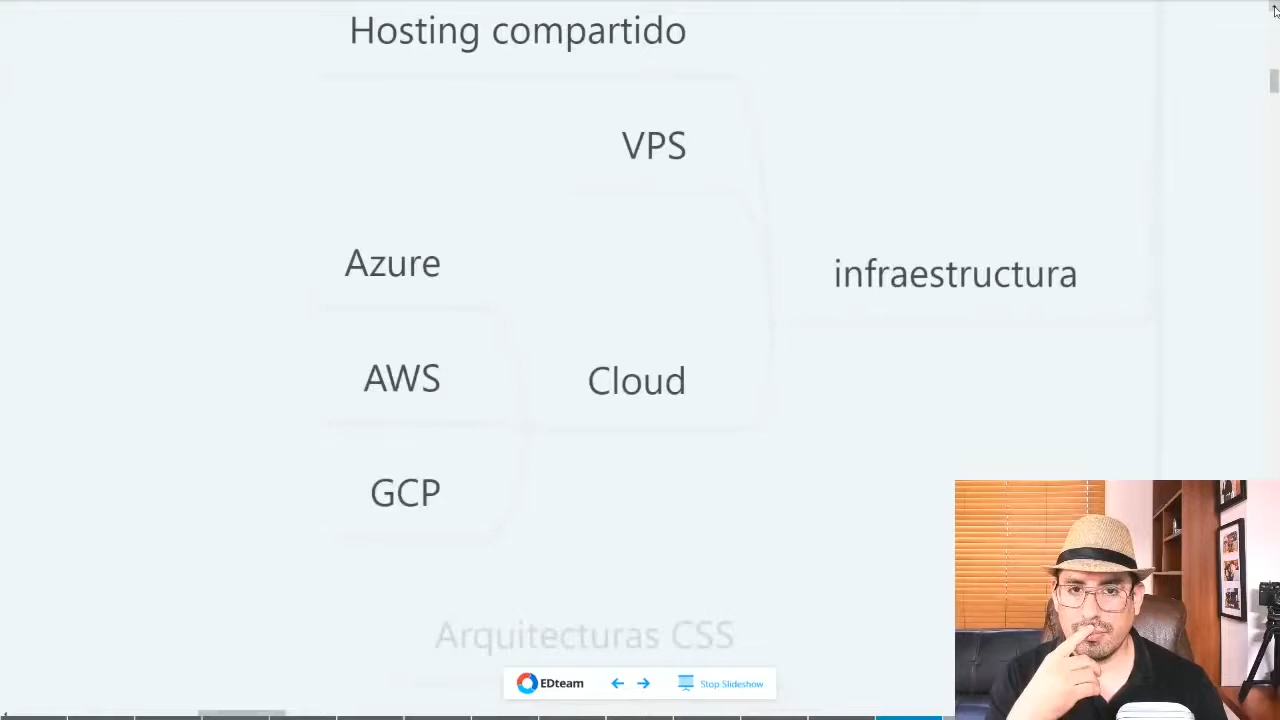 Hosting compartido
VPS
Azure
infraestructura
AWS
Cloud
GCP
Arquitecturas CSS
EDteam
Stop Slideshow